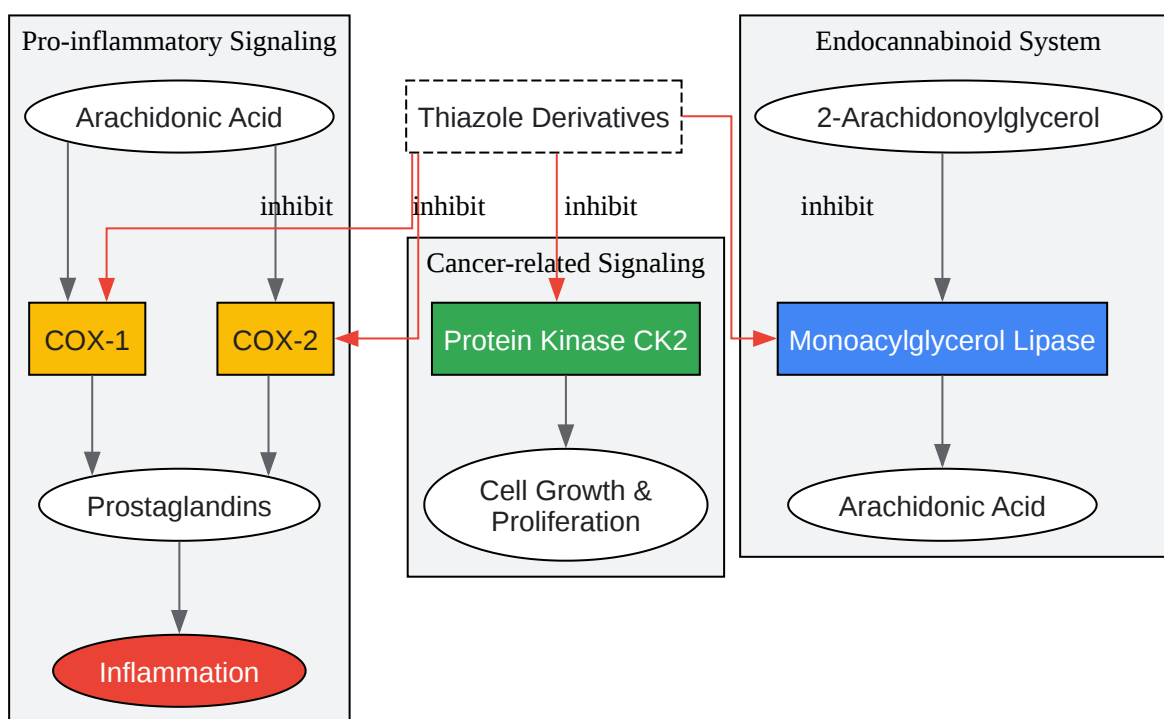 Pro-inflammatory Signaling
Endocannabinoid System
Arachidonic Acid
Thiazole Derivatives
2-Arachidonoylglycerol
inhibit
inhibit
inhibit
inhibit
Cancer-related Signaling
COX-1
COX-2
Protein Kinase CK2
Monoacylglycerol Lipase
Prostaglandins
Cell Growth &
Proliferation
Arachidonic Acid
Inflammation